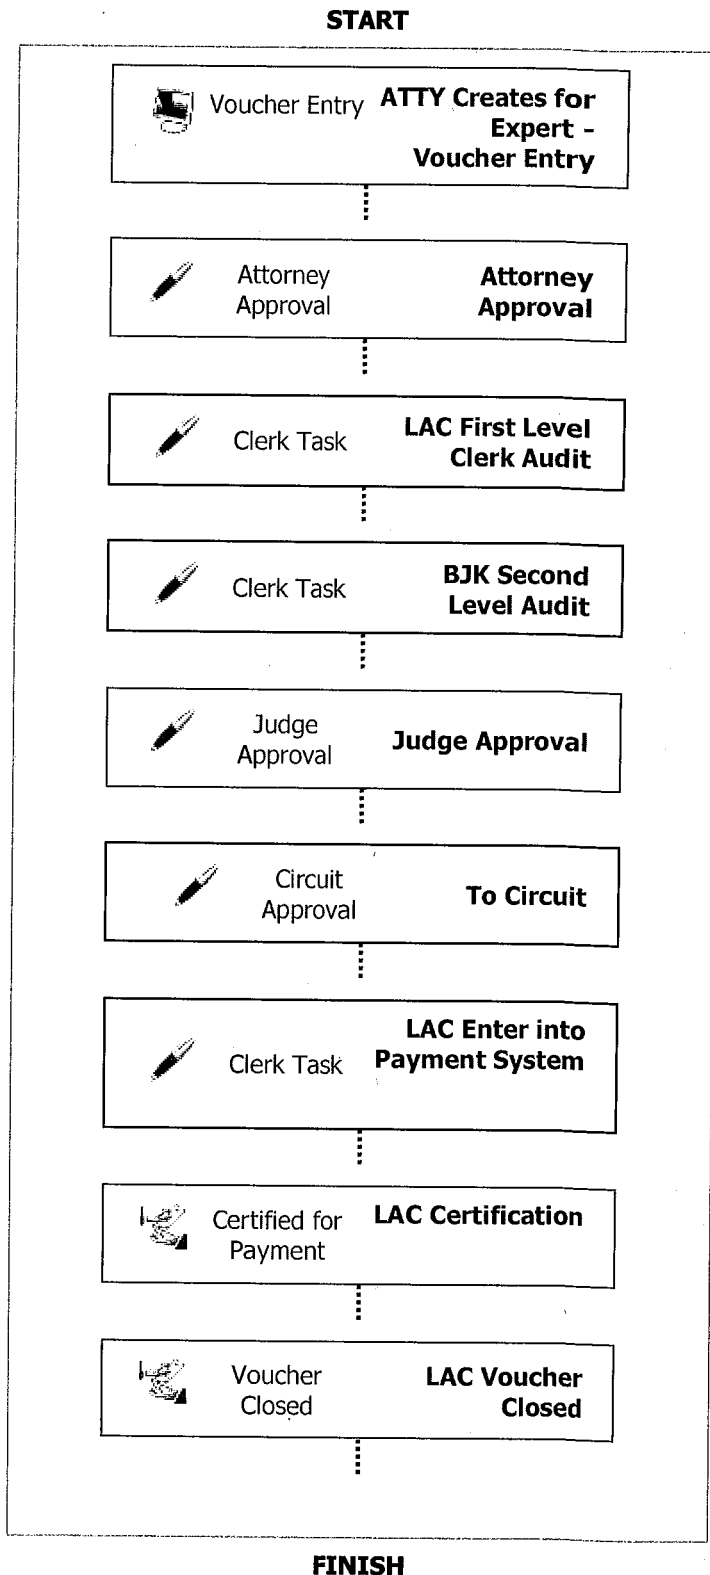 START
Voucher Entry
ATTY Creates for
Expert –
Voucher Entry
Attorney
Approval
Attorney
Approval
Clerk Task
LAC First Level
Clerk Audit
Clerk Task
BJK Second
Level Audit
Judge
Approval
Judge Approval
Circuit
Approval
To Circuit
Clerk Task
LAC Enter into
Payment System
Certified for
Payment
LAC Certification
Voucher
Closed
LAC Voucher
Closed
FINISH